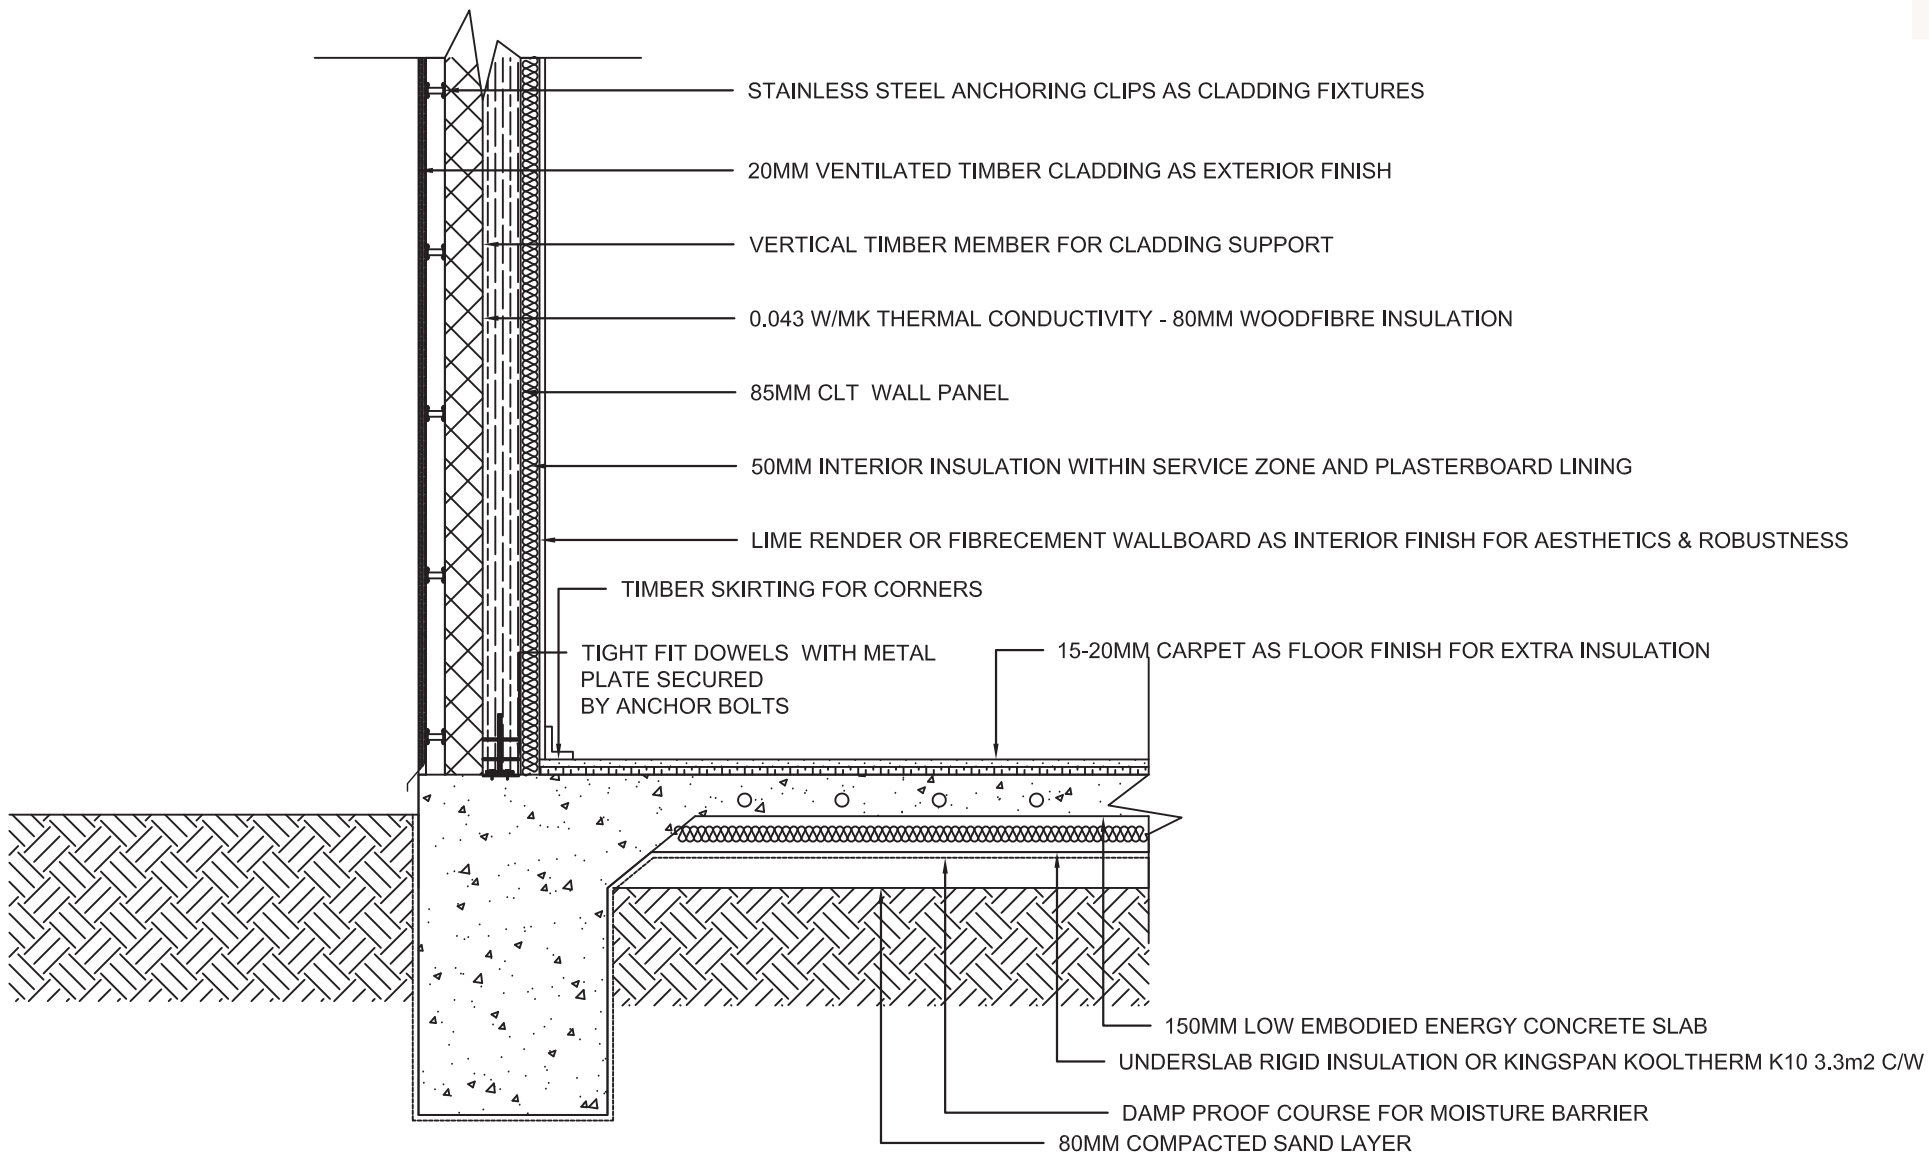 STAINLESS STEEL ANCHORING CLIPS AS CLADDING FIXTURES
20MM VENTILATED TIMBER CLADDING AS EXTERIOR FINISH
VERTICAL TIMBER MEMBER FOR CLADDING SUPPORT
0.043 W/MK THERMAL CONDUCTIVITY - 80MM WOODFIBRE INSULATION
85MM CLT WALL PANEL
50MM INTERIOR INSULATION WITHIN SERVICE ZONE AND PLASTERBOARD LINING
LIME RENDER OR FIBRECEMENT WALLBOARD AS INTERIOR FINISH FOR AESTHETICS & ROBUSTNESS
TIMBER SKIRTING FOR CORNERS
TIGHT FIT DOWELS WITH METAL
PLATE SECURED
BY ANCHOR BOLTS
15-20MM CARPET AS FLOOR FINISH FOR EXTRA INSULATION
150MM LOW EMBODIED ENERGY CONCRETE SLAB
UNDERSLAB RIGID INSULATION OR KINGSPAN KOOLTHERM K10 3.3m2 C/W
DAMP PROOF COURSE FOR MOISTURE BARRIER
80MM COMPACTED SAND LAYER